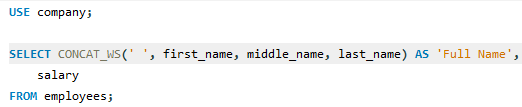 USE company;
SELECT CONCAT_WS(' ', first_name, middle_name, last_name) AS 'Full Name',
    salary
FROM employees;